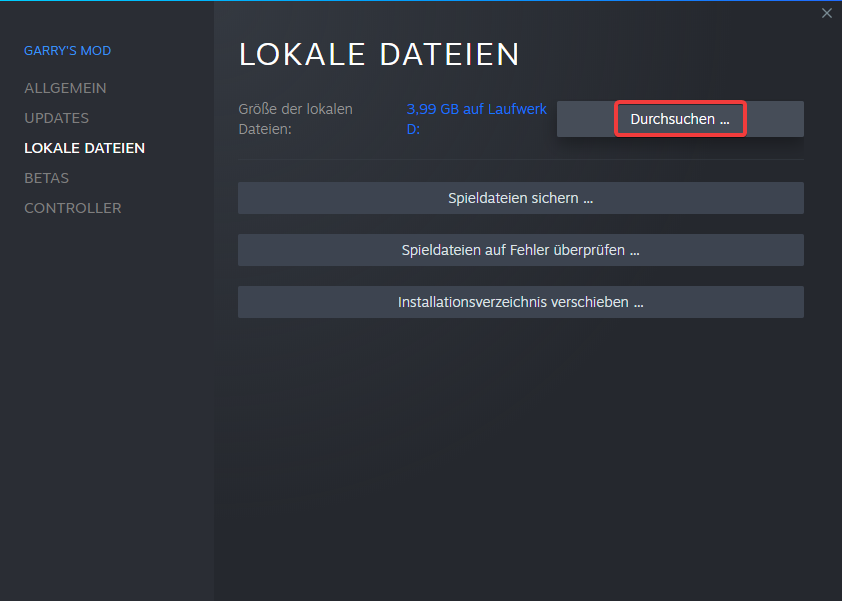 GARRY'S MOD
ALLGEMEIN
UPDATES
LOKALE DATEIEN
BETAS
CONTROLLER
LOKALE DATEIEN
Größe der lokalen
Dateien:
3,99 GB auf Laufwerk
D:
Durchsuchen ...
Spieldateien sichern ...
Spieldateien auf Fehler überprüfen ...
Installationsverzeichnis verschieben ...